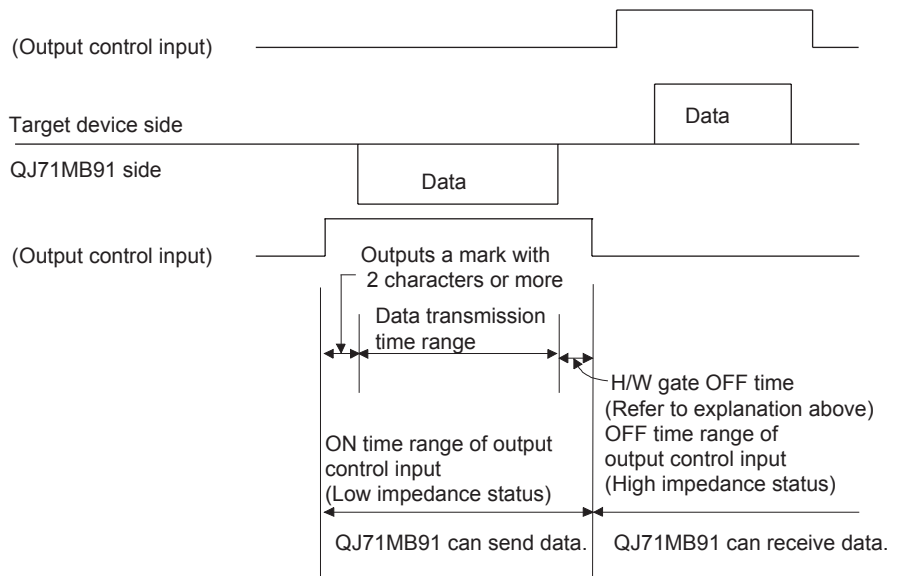 (Output control input)
Data
Target device side
QJ71MB91 side
Data
(Output control input)
Outputs a mark with
2 characters or more
Data transmission
time range
H/W gate OFF time
(Refer to explanation above)
ON time range of output
control input
(Low impedance status)
OFF time range of
output control input
(High impedance status)
QJ71MB91 can send data.
QJ71MB91 can receive data.